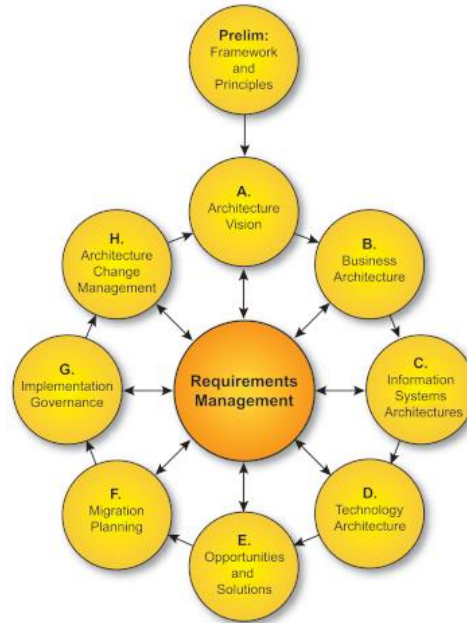 Prelim:
Framework
and
Principles
A.
Architecture
Vision
B.
Business
Architecture
C.
Information
Systems
Architectures
D.
Technology
Architecture
E.
Opportunities
and
Solutions
F.
Migration
Planning
G.
Implementation
Governance
H.
Architecture
Change
Management
Requirements
Management